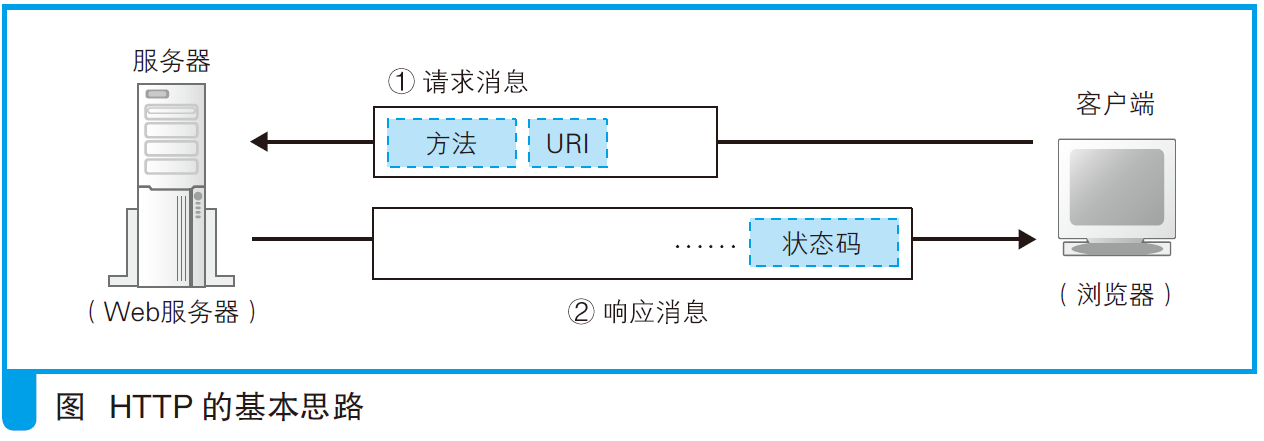 服务器
① 请求消息
客户端
方法 URI
…… 状态码
（Web服务器）
② 响应消息
（浏览器）
图 HTTP 的基本思路